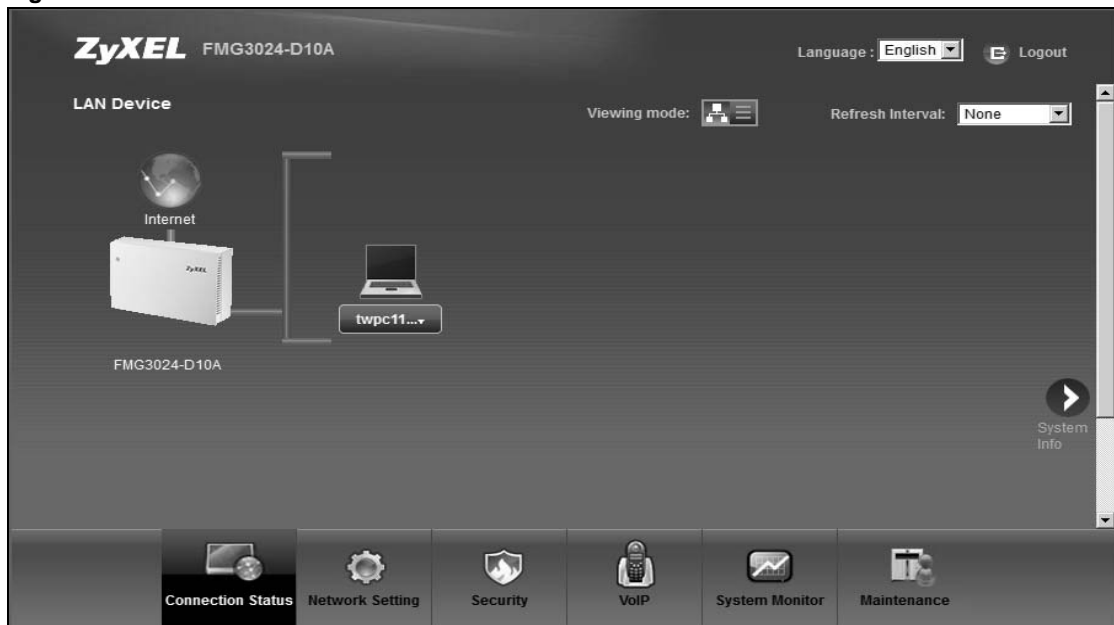 ZyXEL FMG3024-D10A
Language : English
Logout
LAN Device
Viewing mode:
Refresh Interval: None
Internet
ZyXEL
twpc11...
FMG3024-D10A
System
Info
Connection Status
Network Setting
Security
VoIP
System Monitor
Maintenance